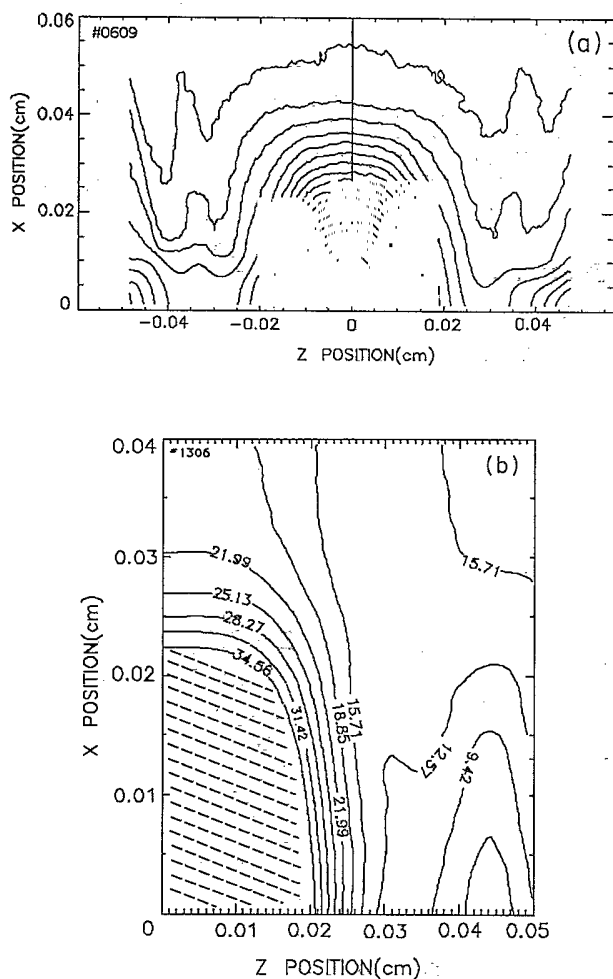 #0609
(a)
0.06
0.04
0.02
0
X POSITION(cm)
-0.04 -0.02 0 0.02 0.04
Z POSITION(cm)
#1306
(b)
0.04
0.03
0.02
0.01
0
X POSITION(cm)
21.99
25.13
28.27
34.56
31.42
18.85
15.71
21.99
15.71
12.57
9.42
0.01 0.02 0.03 0.04 0.05
Z POSITION(cm)